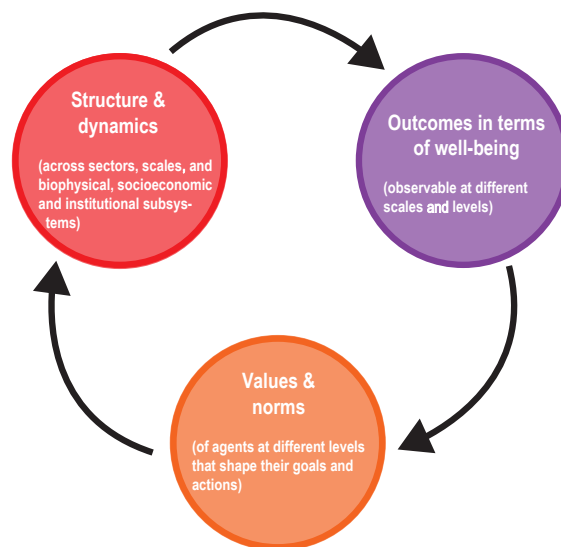 Structure &
dynamics
(across sectors, scales, and
biophysical, socioeconomic
and institutional subsys-
tems)
Outcomes in terms
of well-being
(observable at different
scales and levels)
Values &
norms
(of agents at different levels
that shape their goals and
actions)